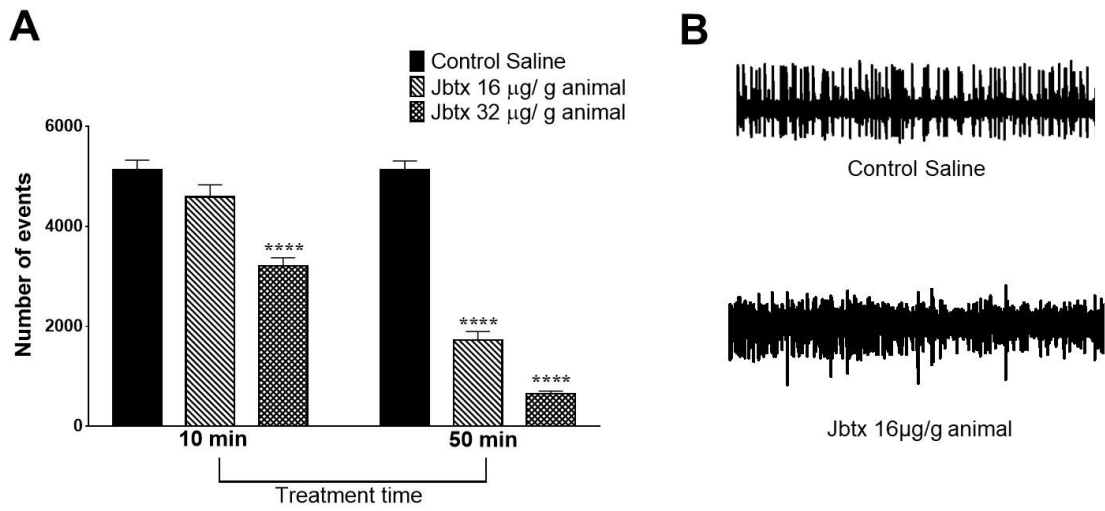 A
Control Saline
Jbtx 16 μg/ g animal
Jbtx 32 μg/ g animal
Number of events
6000
4000
2000
0
****
****
****
10 min
50 min
Treatment time
B
Control Saline
Jbtx 16μg/g animal